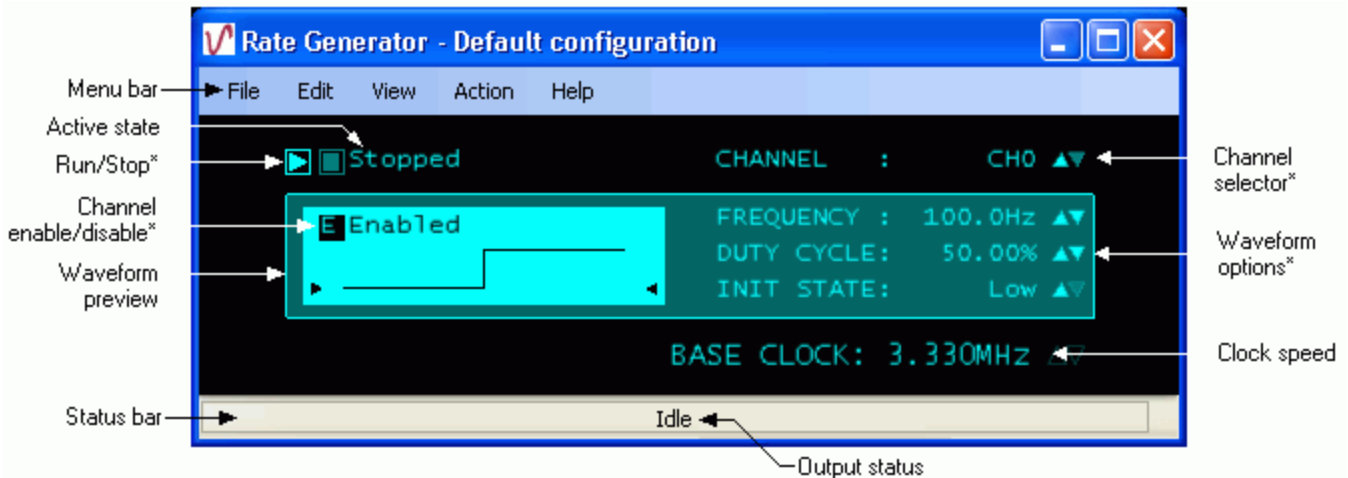 Rate Generator - Default configuration
Menu bar
File Edit View Action Help
Active state
Run/Stop*
Stopped
CHANNEL : CH0
Channel
selector*
Channel
enable/disable*
E Enabled
FREQUENCY : 100.0Hz
DUTY CYCLE: 50.00%
INIT STATE: Low
Waveform
options*
Waveform
preview
BASE CLOCK: 3.330MHz
Clock speed
Status bar
Idle
Output status